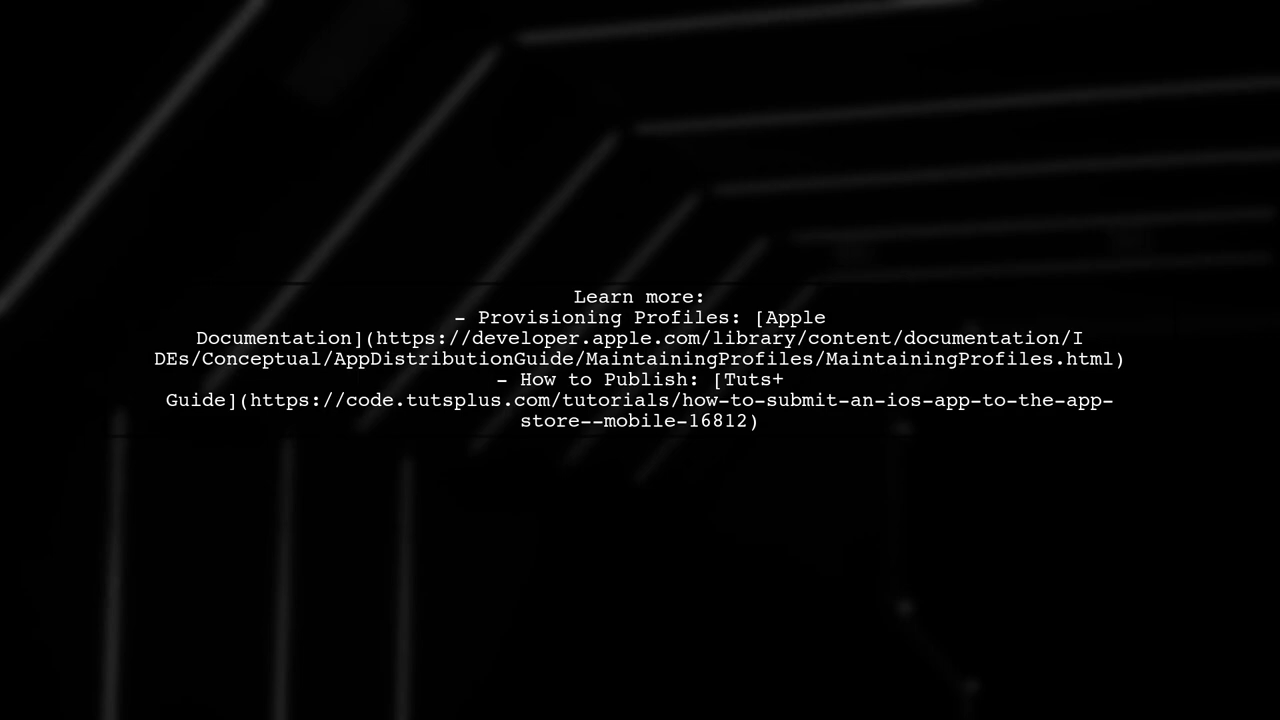 Learn more:
- Provisioning Profiles: [Apple
Documentation](https://developer.apple.com/library/content/documentation/I
DEs/Conceptual/AppDistributionGuide/MaintainingProfiles/MaintainingProfiles.html)
- How to Publish: [Tuts+
Guide](https://code.tutsplus.com/tutorials/how-to-submit-an-ios-app-to-the-app-
store--mobile-16812)